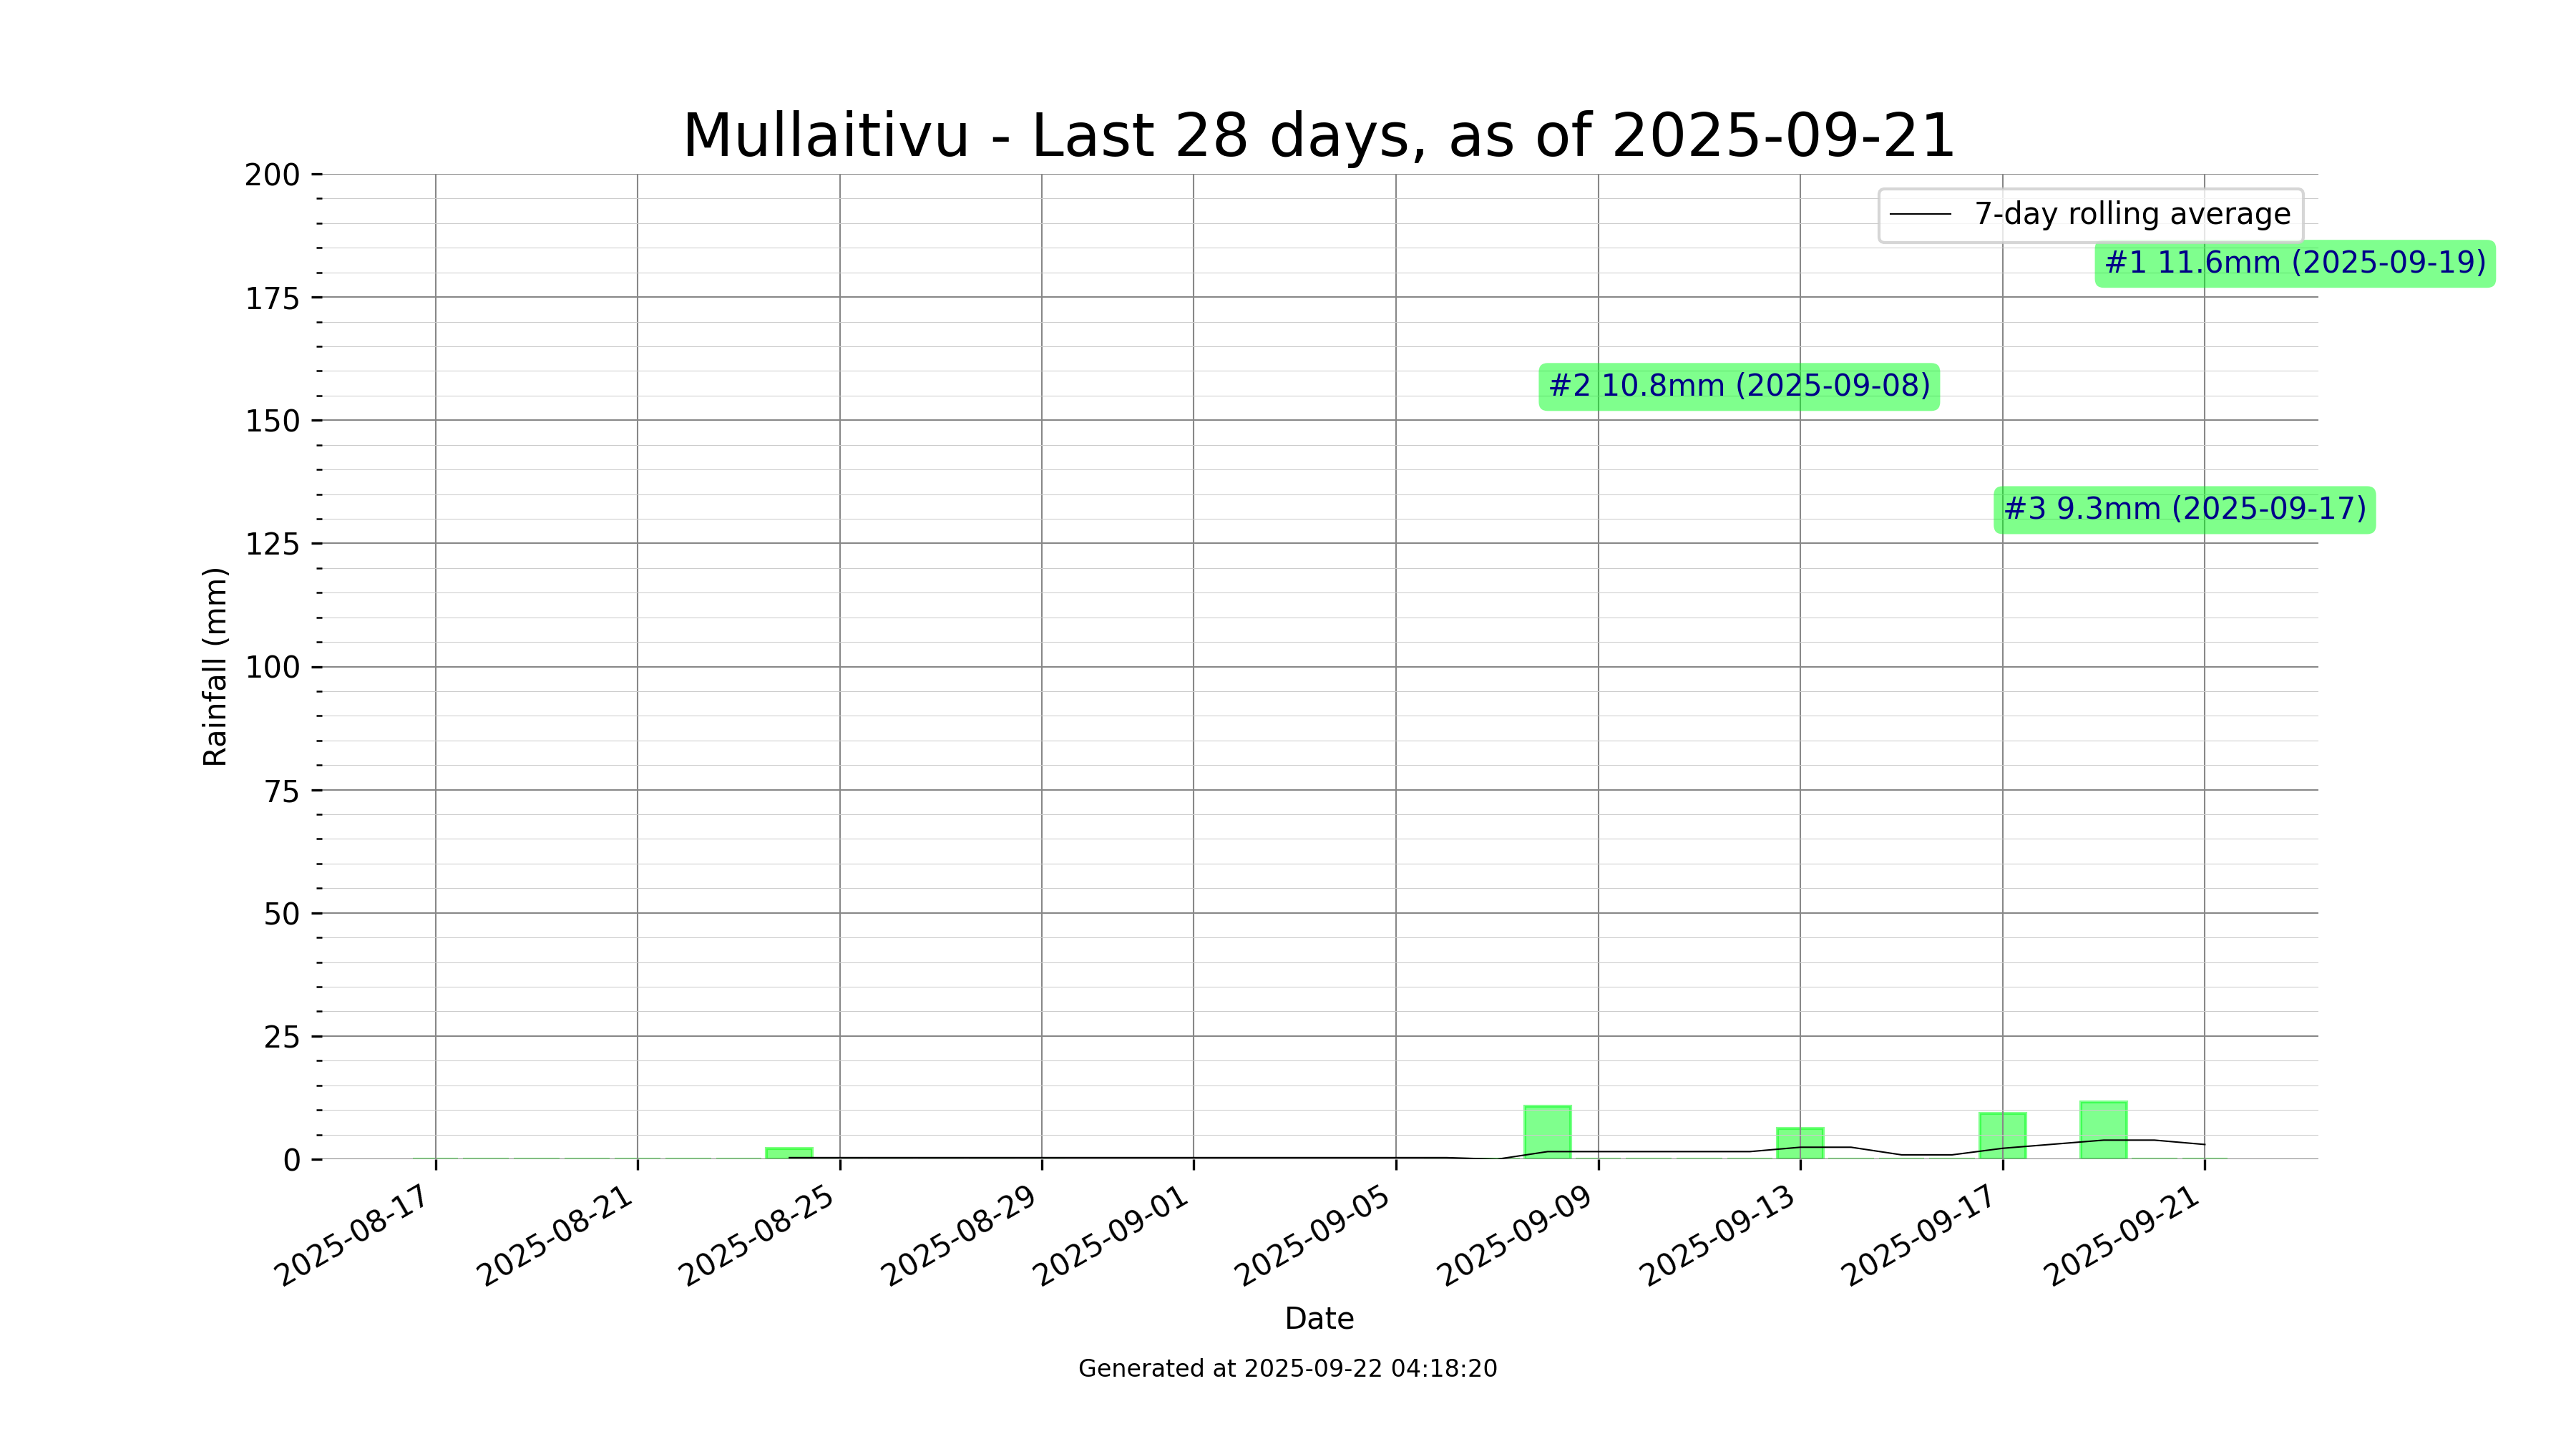 Mullaitivu - Last 28 days, as of 2025-09-21
200
175
150
125
100
75
50
25
0
Rainfall (mm)
7-day rolling average
#1 11.6mm (2025-09-19)
#2 10.8mm (2025-09-08)
#3 9.3mm (2025-09-17)
2025-08-17
2025-08-21
2025-08-25
2025-08-29
2025-09-01
2025-09-05
2025-09-09
2025-09-13
2025-09-17
2025-09-21
Date
Generated at 2025-09-22 04:18:20